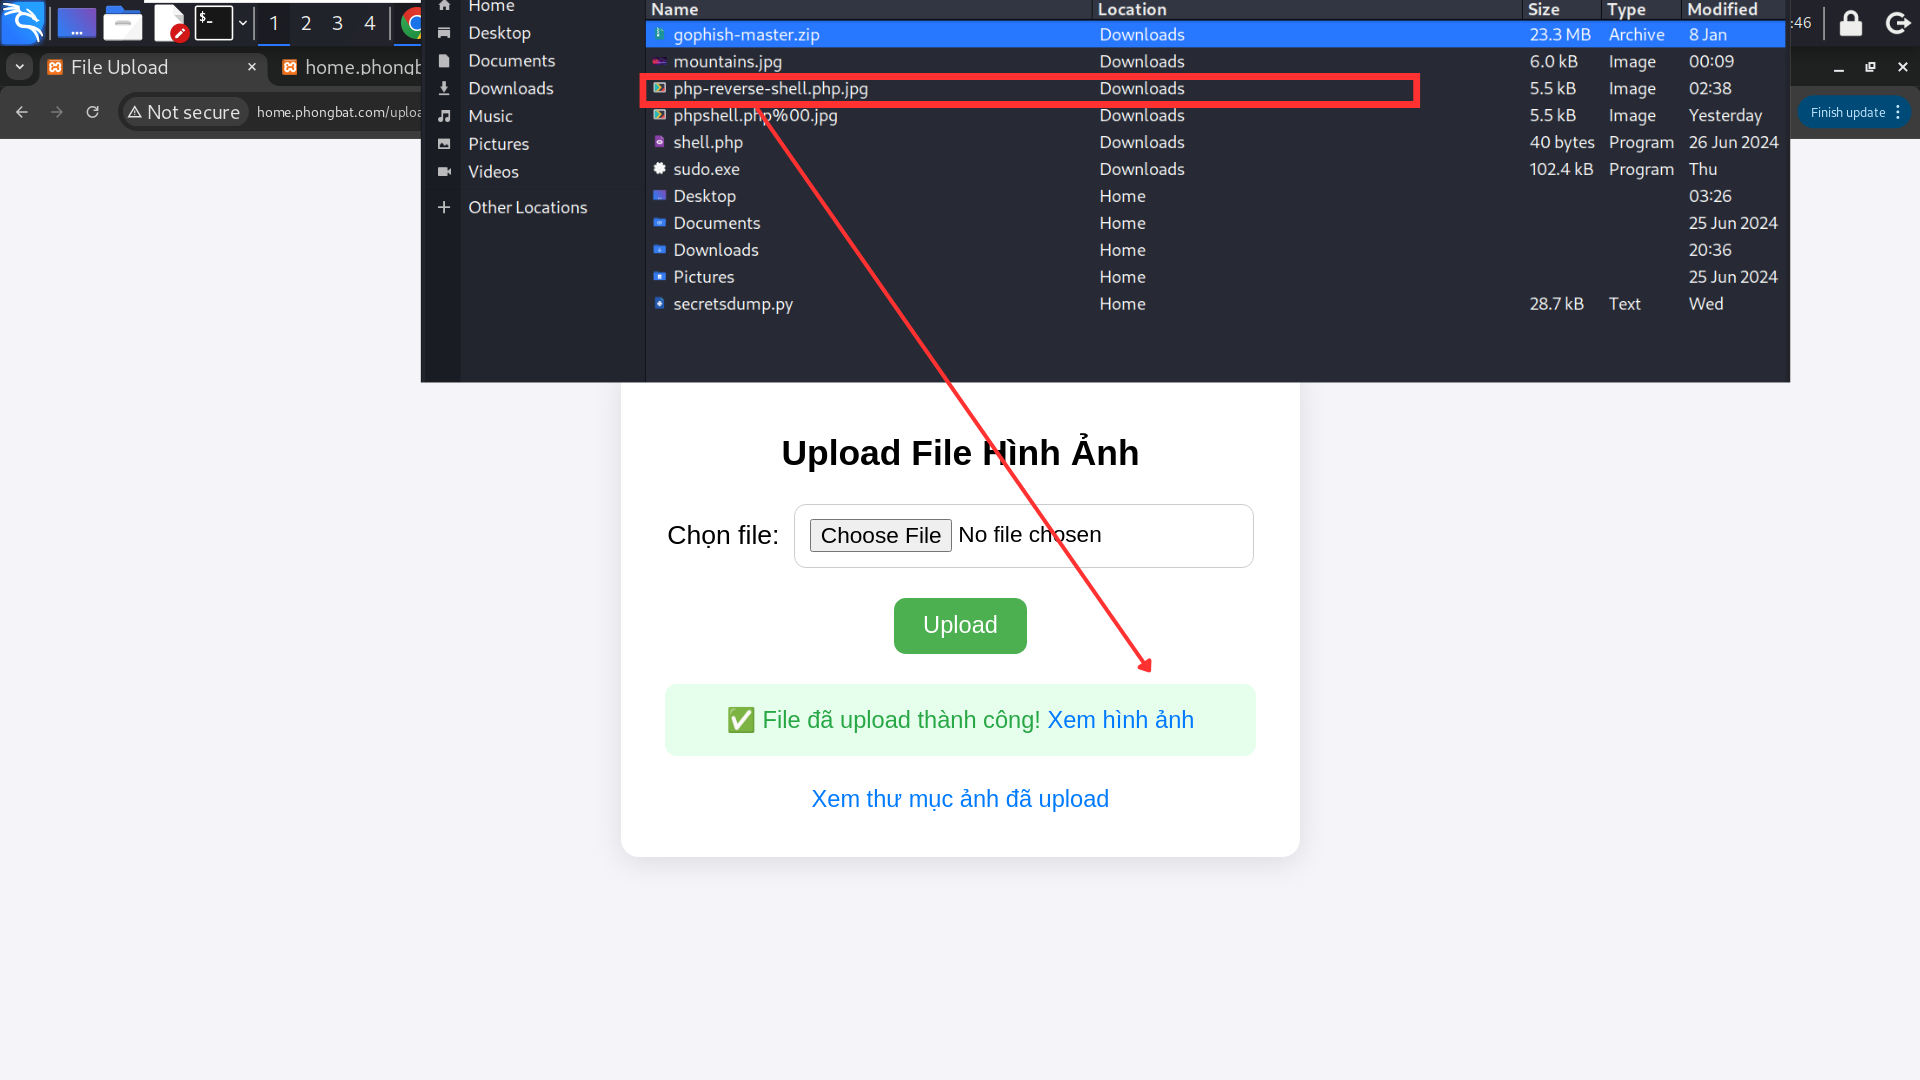 $-
1 2 3 4
:46
File Upload
home.phongb
Not secure
home.phongbat.com/uploa
Finish update
Home
Desktop
Documents
Downloads
Music
Pictures
Videos
Other Locations
Name Location Size Type Modified
gophish-master.zip Downloads 23.3 MB Archive 8 Jan
mountains.jpg Downloads 6.0 kB Image 00:09
php-reverse-shell.php.jpg Downloads 5.5 kB Image 02:38
phpshell.php%00.jpg Downloads 5.5 kB Image Yesterday
shell.php Downloads 40 bytes Program 26 Jun 2024
sudo.exe Downloads 102.4 kB Program Thu
Desktop Home 03:26
Documents Home 25 Jun 2024
Downloads Home 20:36
Pictures Home 25 Jun 2024
secretsdump.py Home 28.7 kB Text Wed
Upload File Hình Ảnh
Chọn file: Choose File No file chosen
Upload
✅ File đã upload thành công! Xem hình ảnh
Xem thư mục ảnh đã upload